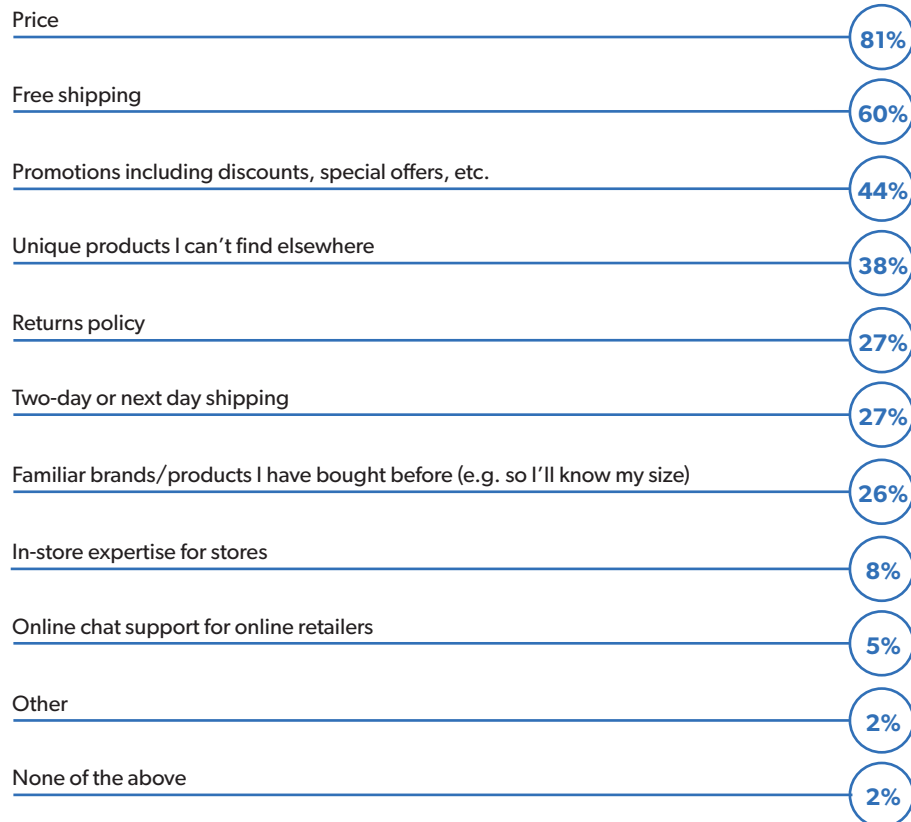 Price
81%
Free shipping
60%
Promotions including discounts, special offers, etc.
44%
Unique products I can’t find elsewhere
38%
Returns policy
27%
Two-day or next day shipping
27%
Familiar brands/products I have bought before (e.g. so I’ll know my size)
26%
In-store expertise for stores
8%
Online chat support for online retailers
5%
Other
2%
None of the above
2%